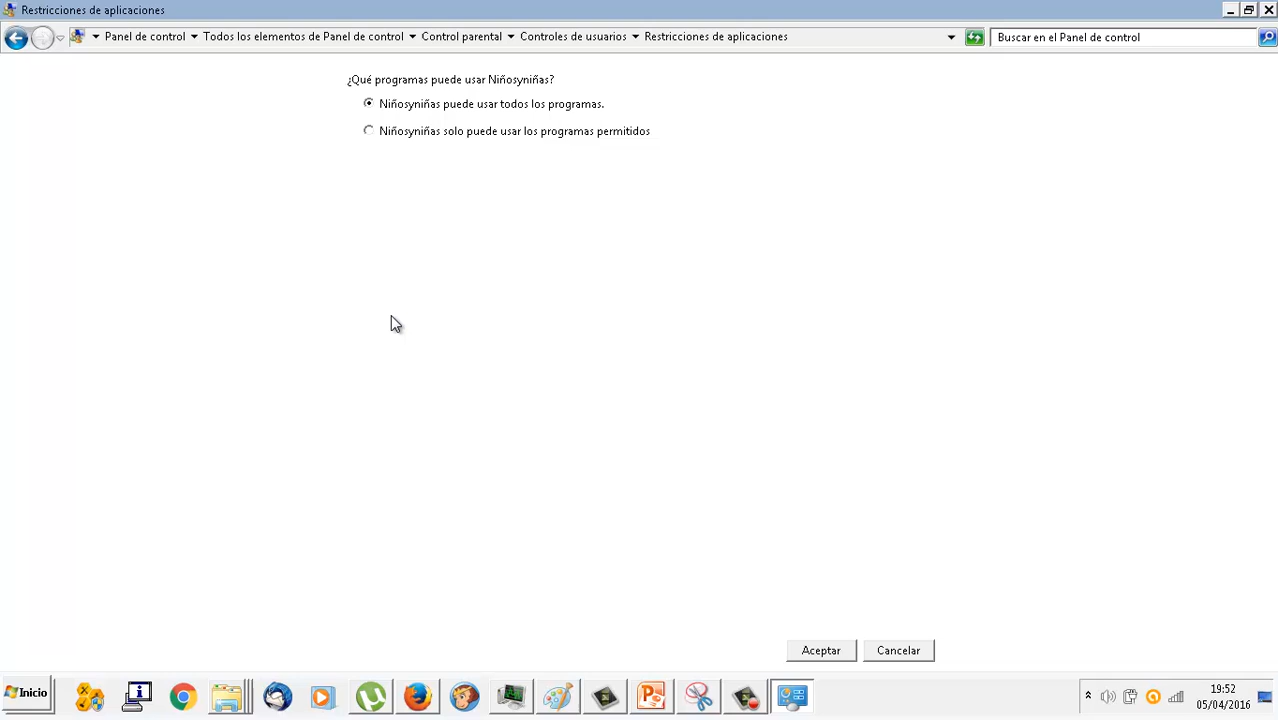 Restricciones de aplicaciones
Panel de control Todos los elementos de Panel de control Control parental Controles de usuarios Restricciones de aplicaciones Buscar en el Panel de control
¿Qué programas puede usar Niñosyniñas?
Niñosyniñas puede usar todos los programas.
Niñosyniñas solo puede usar los programas permitidos
Aceptar Cancelar
Inicio
19:52
05/04/2016